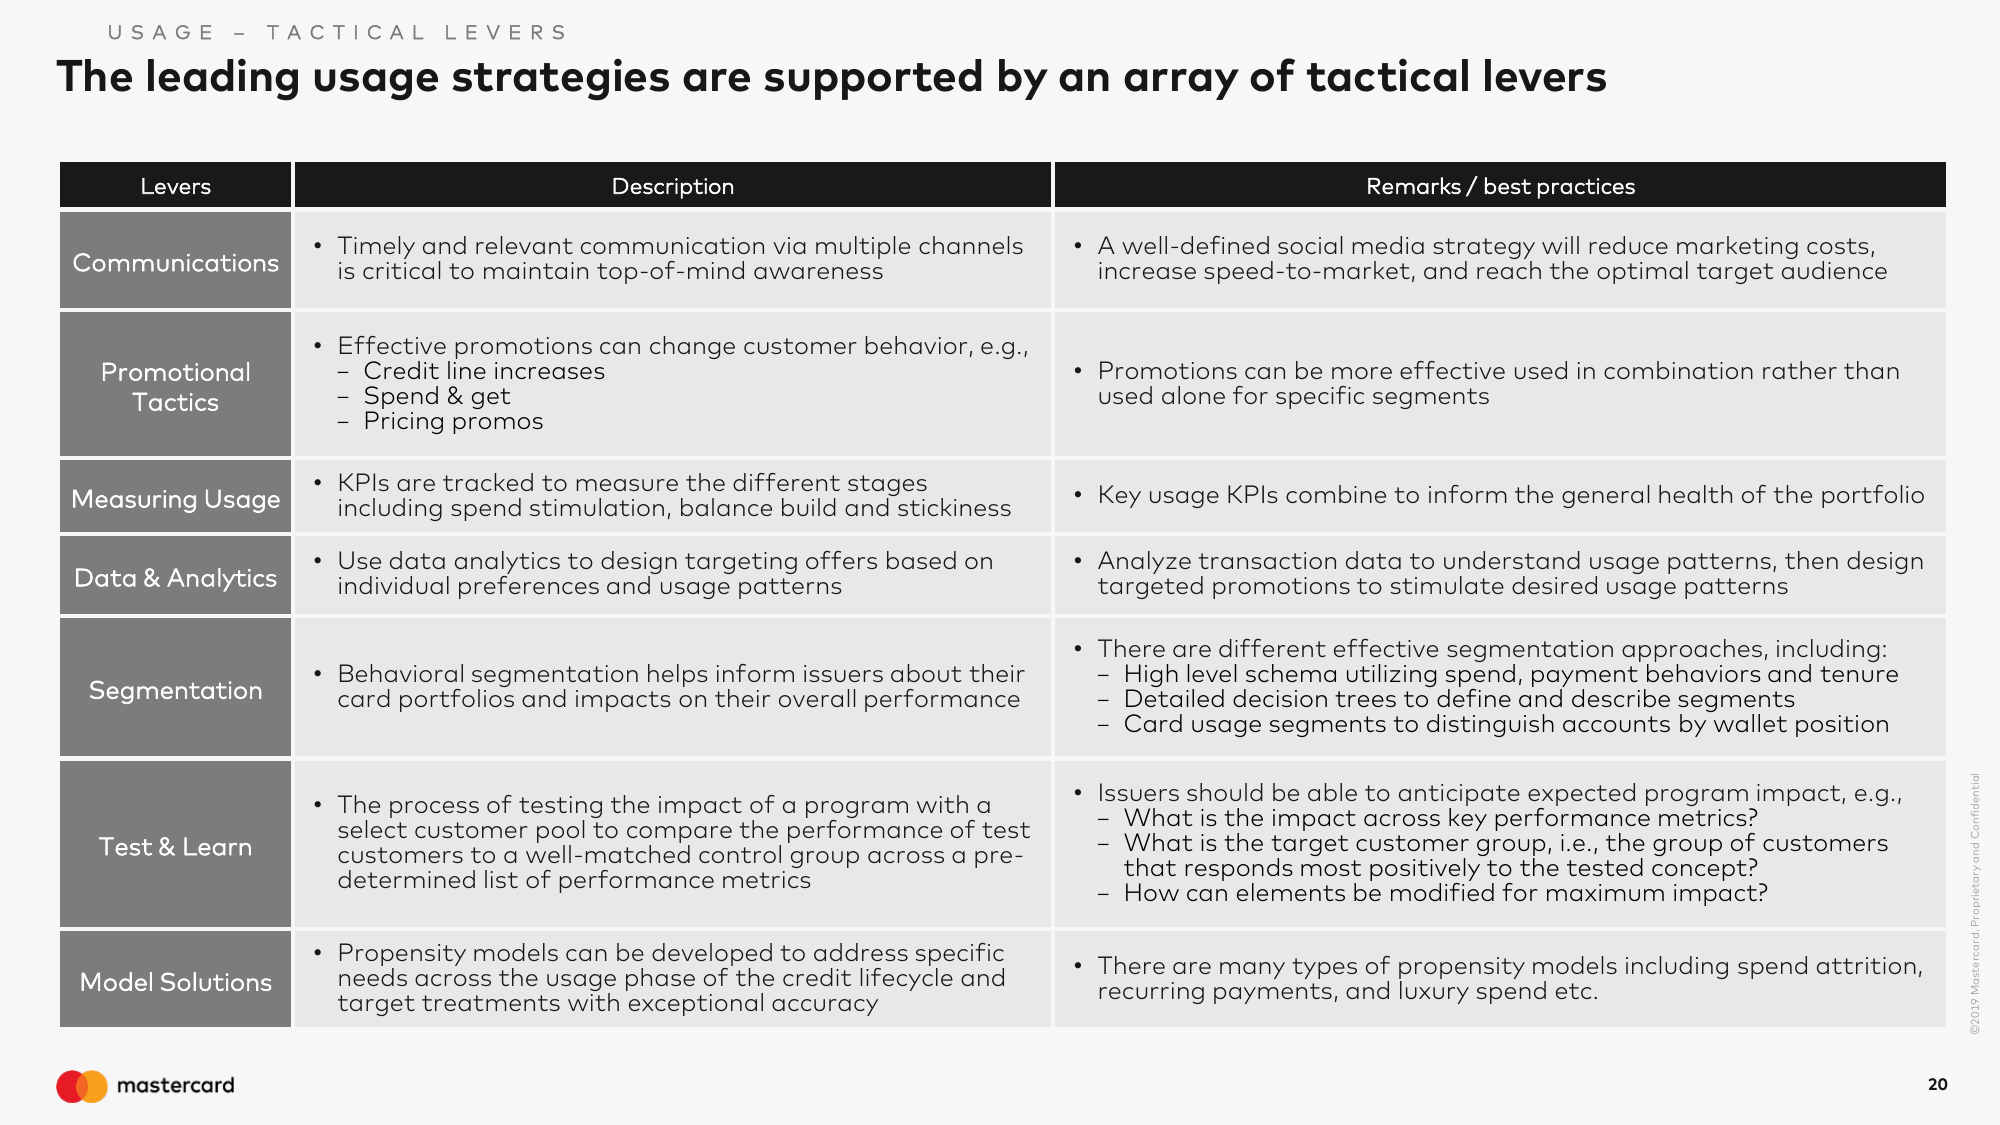 USAGE – TACTICAL LEVERS
The leading usage strategies are supported by an array of tactical levers
Levers
Description
Remarks / best practices
Communications
• Timely and relevant communication via multiple channels
is critical to maintain top-of-mind awareness
• A well-defined social media strategy will reduce marketing costs,
increase speed-to-market, and reach the optimal target audience
Promotional
Tactics
• Effective promotions can change customer behavior, e.g.,
– Credit line increases
– Spend & get
– Pricing promos
• Promotions can be more effective used in combination rather than
used alone for specific segments
Measuring Usage
• KPIs are tracked to measure the different stages
including spend stimulation, balance build and stickiness
• Key usage KPIs combine to inform the general health of the portfolio
Data & Analytics
• Use data analytics to design targeting offers based on
individual preferences and usage patterns
• Analyze transaction data to understand usage patterns, then design
targeted promotions to stimulate desired usage patterns
Segmentation
• Behavioral segmentation helps inform issuers about their
card portfolios and impacts on their overall performance
• There are different effective segmentation approaches, including:
– High level schema utilizing spend, payment behaviors and tenure
– Detailed decision trees to define and describe segments
– Card usage segments to distinguish accounts by wallet position
Test & Learn
• The process of testing the impact of a program with a
select customer pool to compare the performance of test
customers to a well-matched control group across a pre-
determined list of performance metrics
• Issuers should be able to anticipate expected program impact, e.g.,
– What is the impact across key performance metrics?
– What is the target customer group, i.e., the group of customers
that responds most positively to the tested concept?
– How can elements be modified for maximum impact?
Model Solutions
• Propensity models can be developed to address specific
needs across the usage phase of the credit lifecycle and
target treatments with exceptional accuracy
• There are many types of propensity models including spend attrition,
recurring payments, and luxury spend etc.
©2019 Mastercard. Proprietary and Confidential
mastercard
20